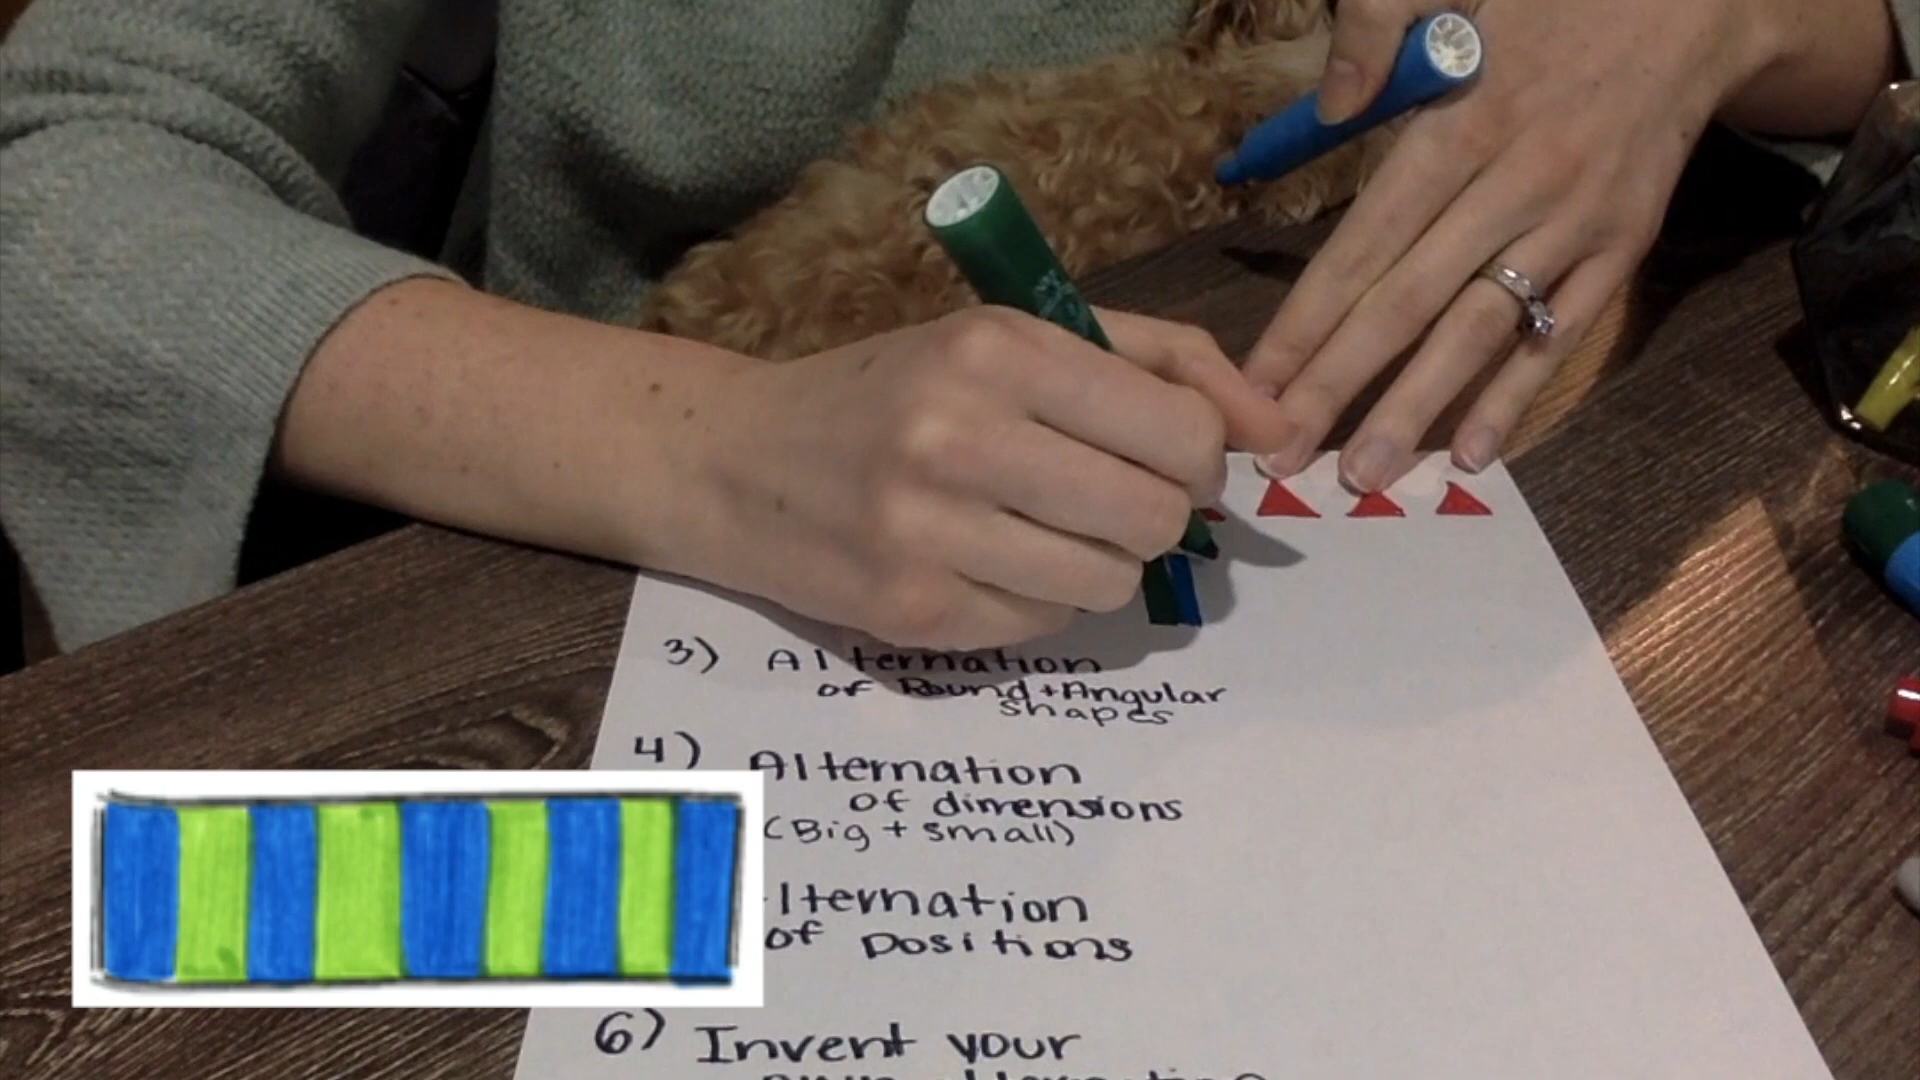 3) Alternation
of Round + Angular
shapes
4) Alternation
of dimensions
(Big + small)
lternation
of positions
6) Invent your